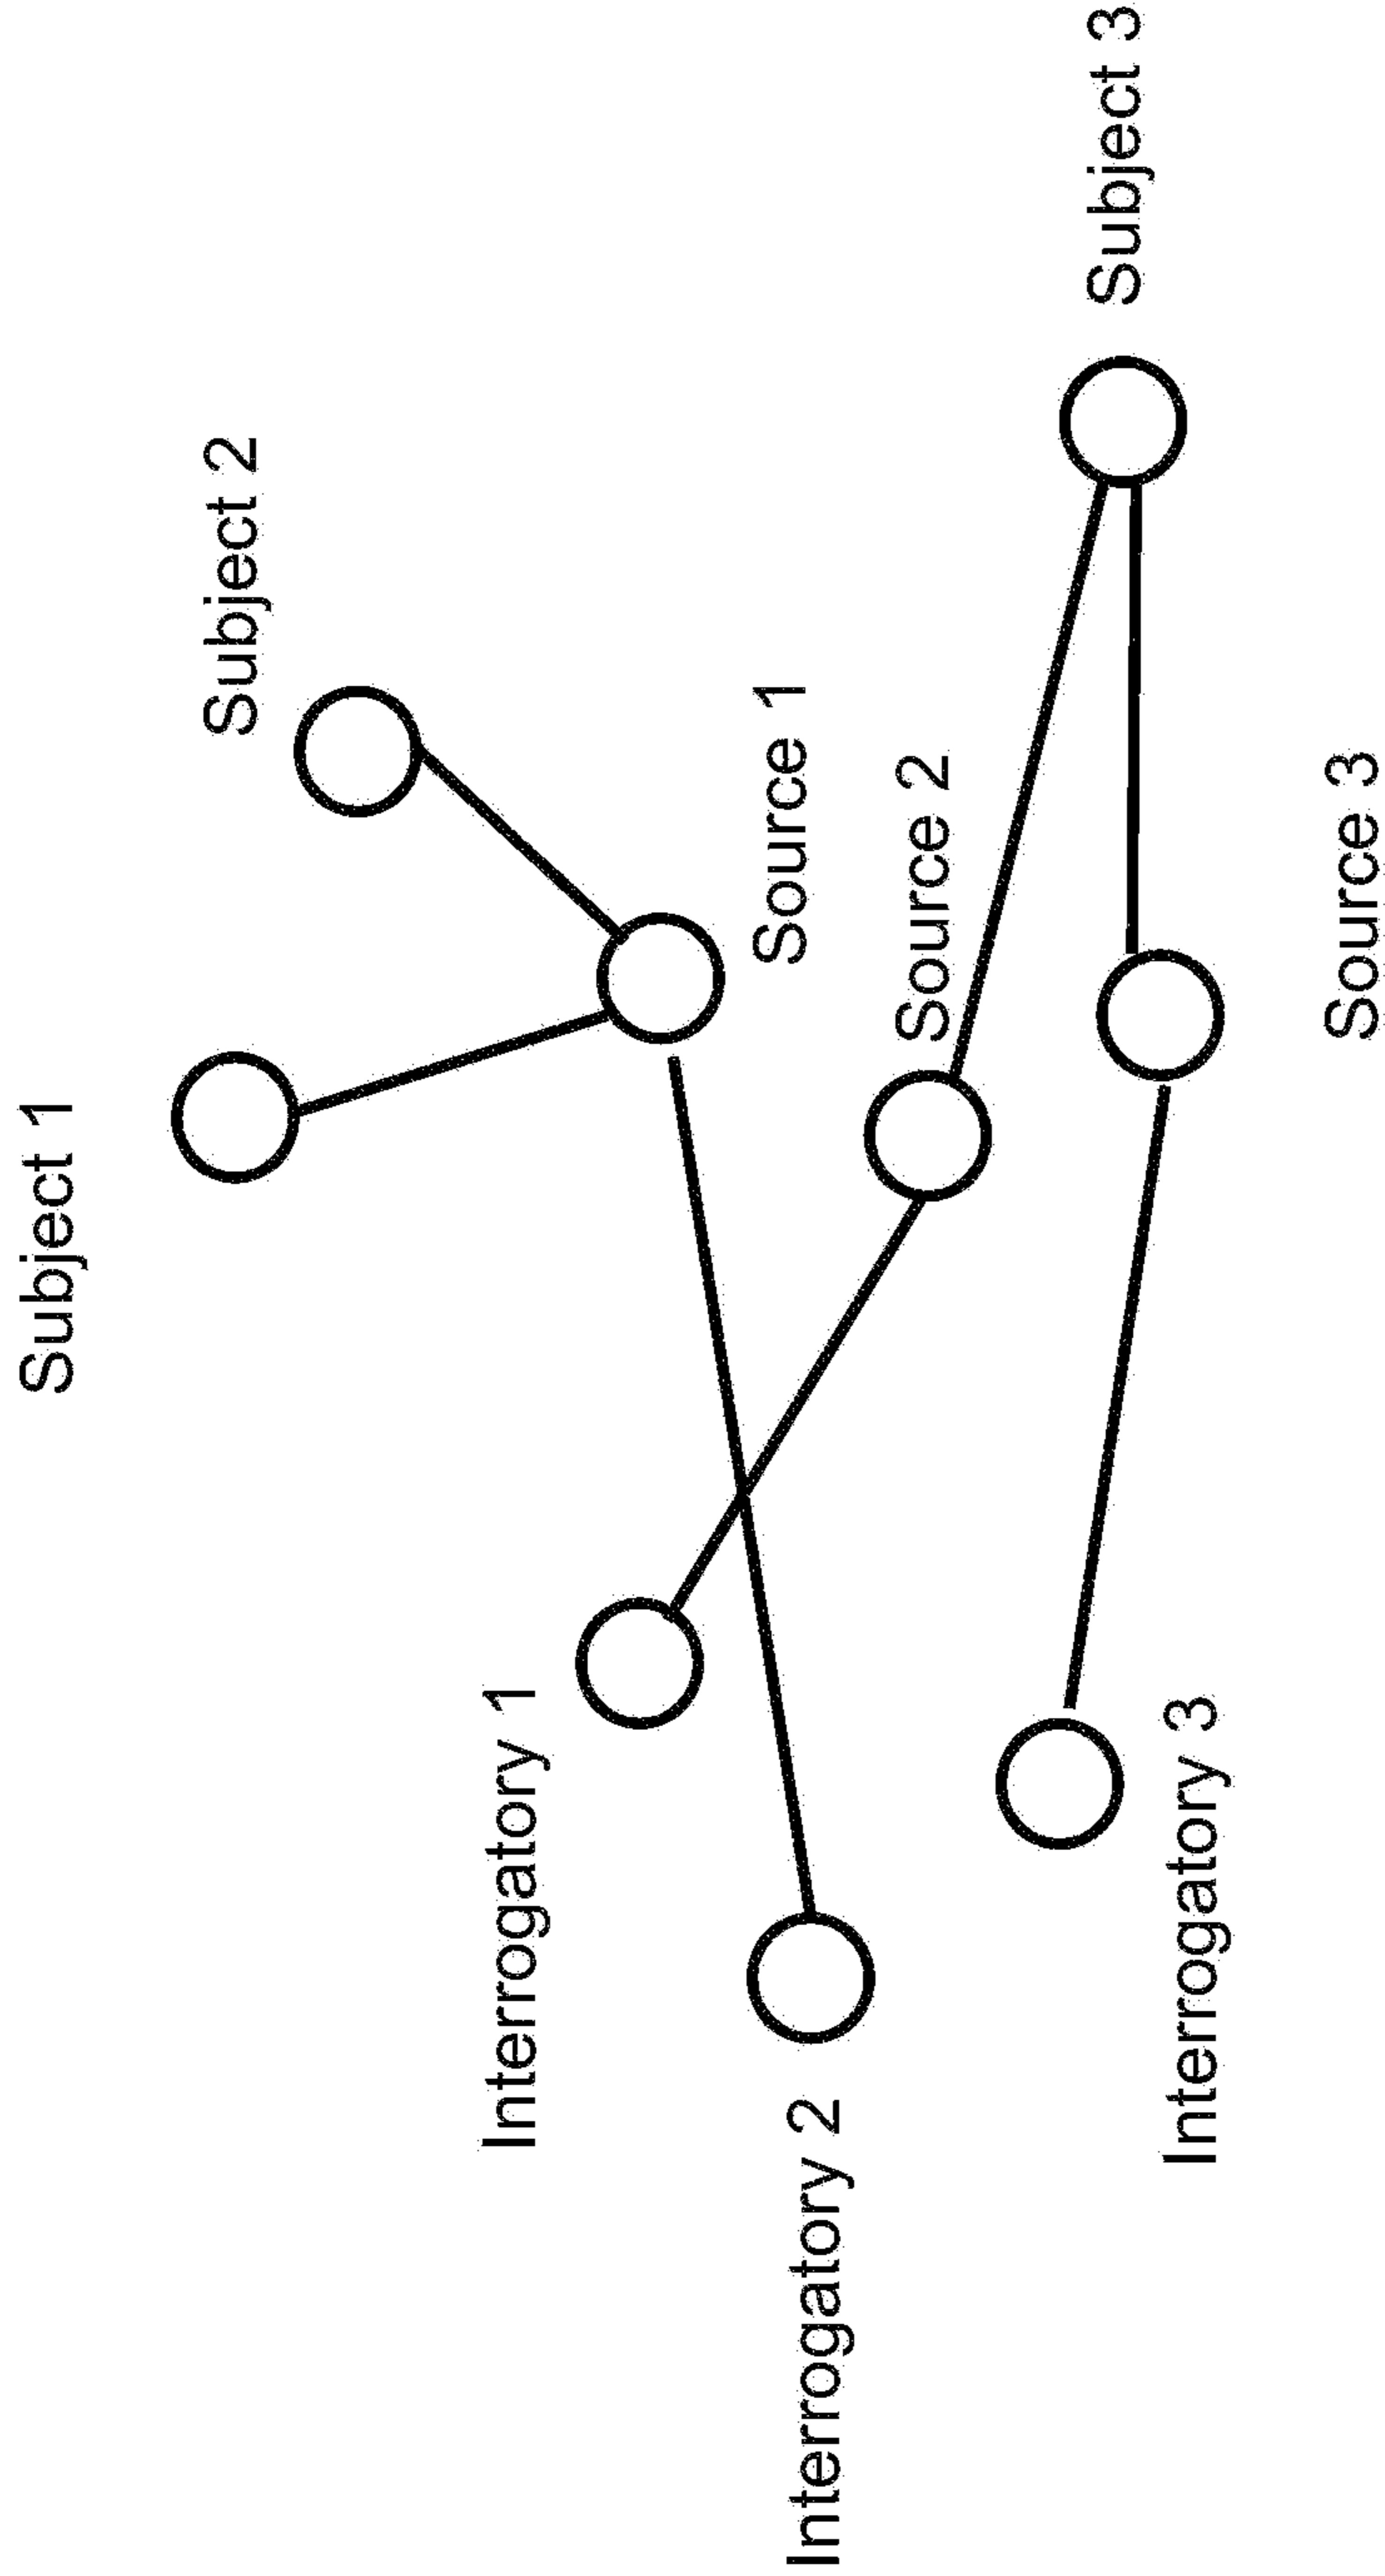 Subject 1
Subject 2
Interrogatory 1
Source 1
Interrogatory 2
Source 2
Subject 3
Interrogatory 3
Source 3